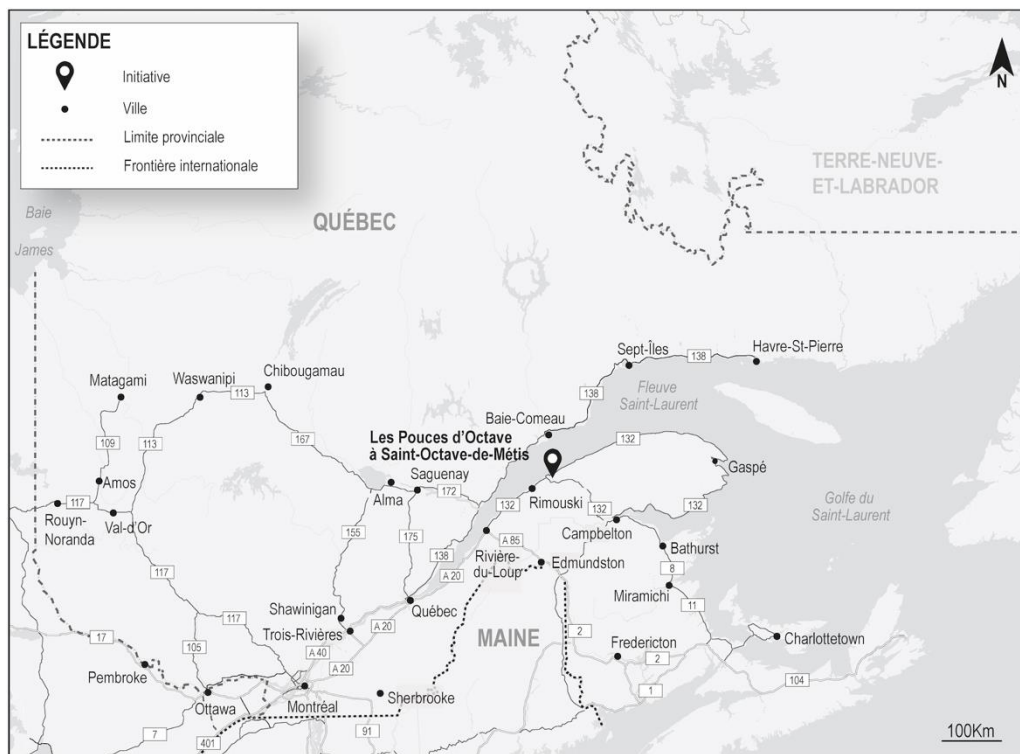 LÉGENDE
Initiative
Ville
Limite provinciale
Frontière internationale
N
TERRE-NEUVE-
ET-LABRADOR
QUÉBEC
Baie
James
Sept-Îles
138
Havre-St-Pierre
Fleuve
Saint-Laurent
Matagami
Waswanipi
113
Chibougamau
138
Baie-Comeau
109
113
167
Les Pouces d'Octave
à Saint-Octave-de-Métis
132
Saguenay
Gaspé
Amos
Alma
172
Rimouski
117
Rouyn-
Noranda
Val-d'Or
132
132
132
Golfe du
Saint-Laurent
Campbelton
155
175
138
Rivière-
du-Loup
A 85
Edmundston
Bathurst
8
117
A 20
Miramichi
Québec
11
Shawinigan
117
Trois-Rivières
A 20
MAINE
2
Charlottetown
17
105
A 40
Fredericton
2
Pembroke
A 20
104
Ottawa
Montréal
Sherbrooke
1
7
401
91
100Km